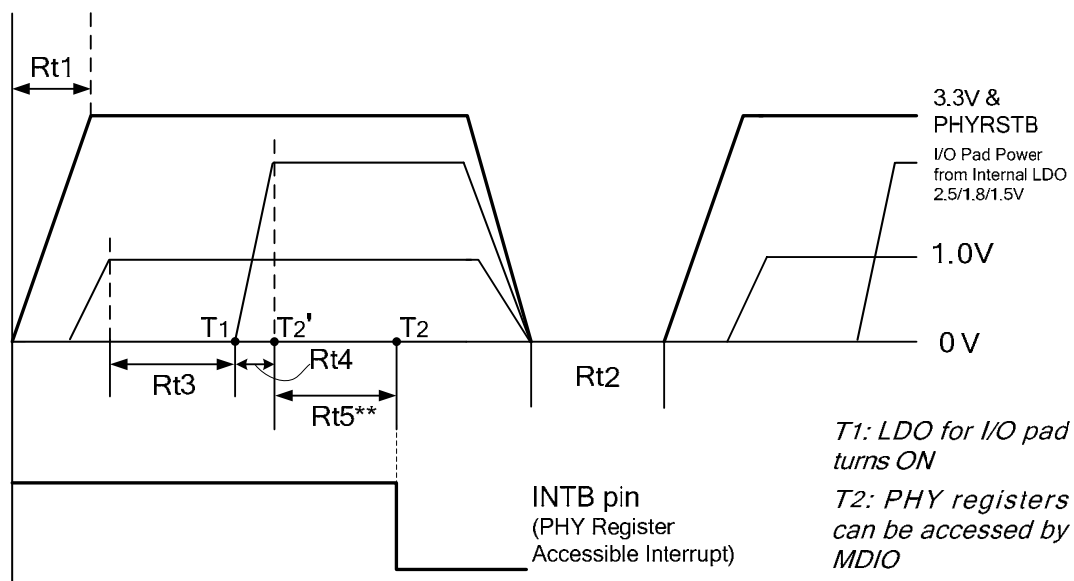 Rt1
3.3V &
PHYRSTB
I/O Pad Power
from Internal LDO
2.5/1.8/1.5V
1.0V
T1
T2'
T2
0V
Rt3
Rt4
Rt2
Rt5**
T1: LDO for I/O pad
turns ON
T2: PHY registers
can be accessed by
MDIO
INTB pin
(PHY Register
Accessible Interrupt)